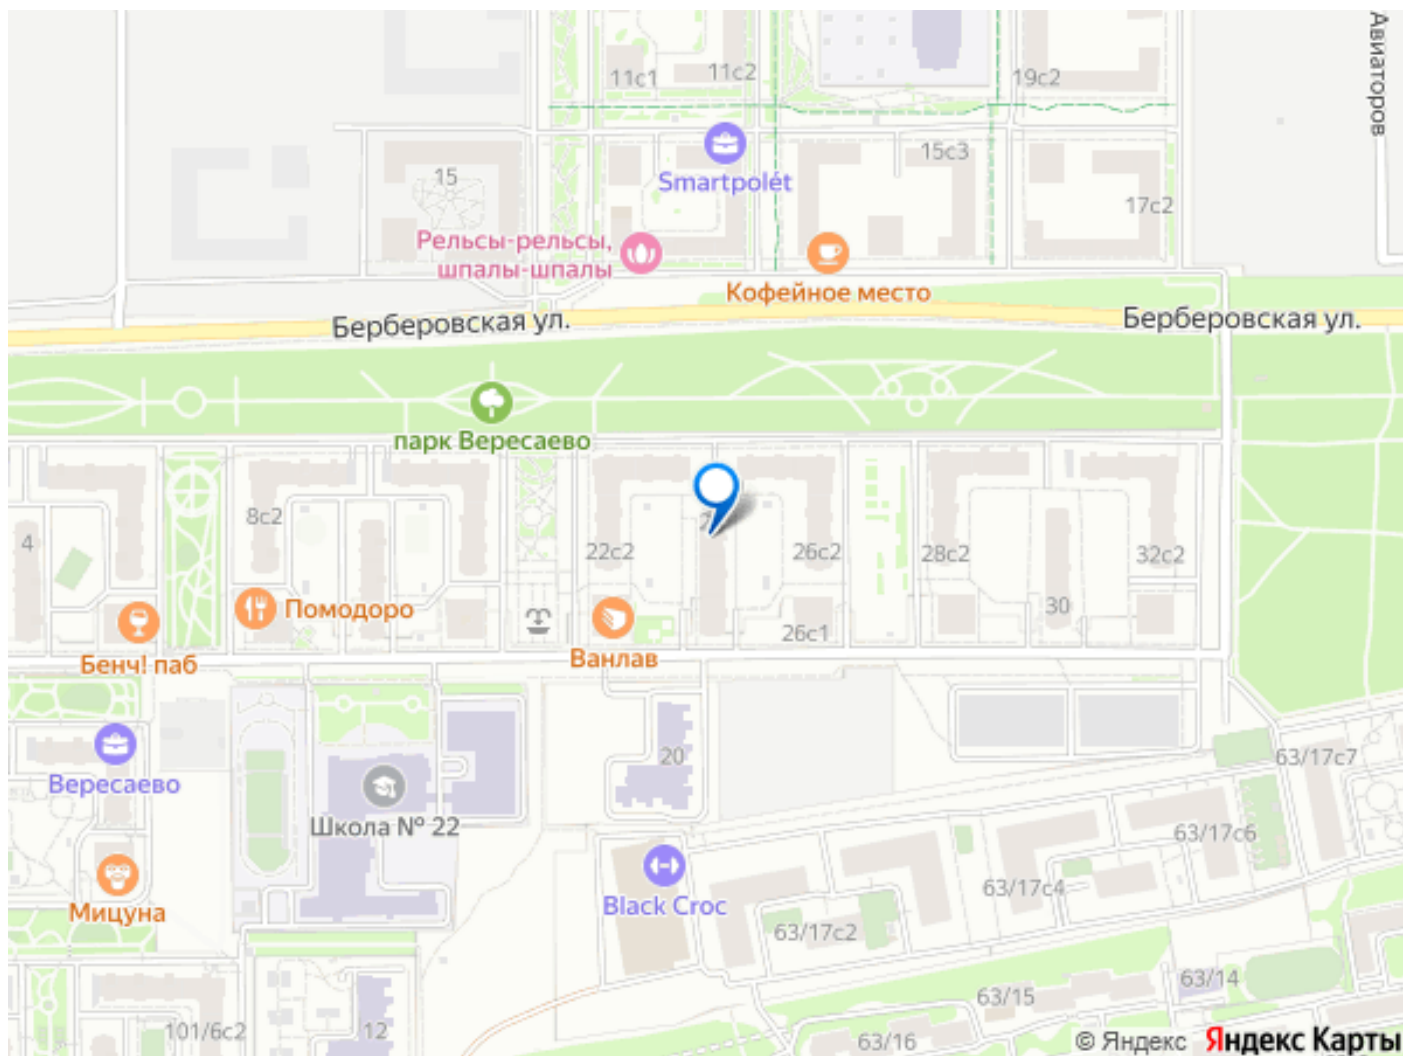 Авиаторов
11с1
11с2
19с2
15
Smartpolét
15с3
17с2
Рельсы-рельсы,
шпалы-шпалы
Кофейное место
Берберовская ул.
Берберовская ул.
парк Вересаево
8с2
4
22с2
26с2
28с2
32с2
Помодоро
30
26с1
Бенч! паб
Ванлав
20
63/17с7
Вересаево
Школа № 22
63/17с6
63/17с4
Мицуна
Black Croc
63/17с2
63/14
63/15
101/6с2
12
63/16
© Яндекс Яндекс Карты